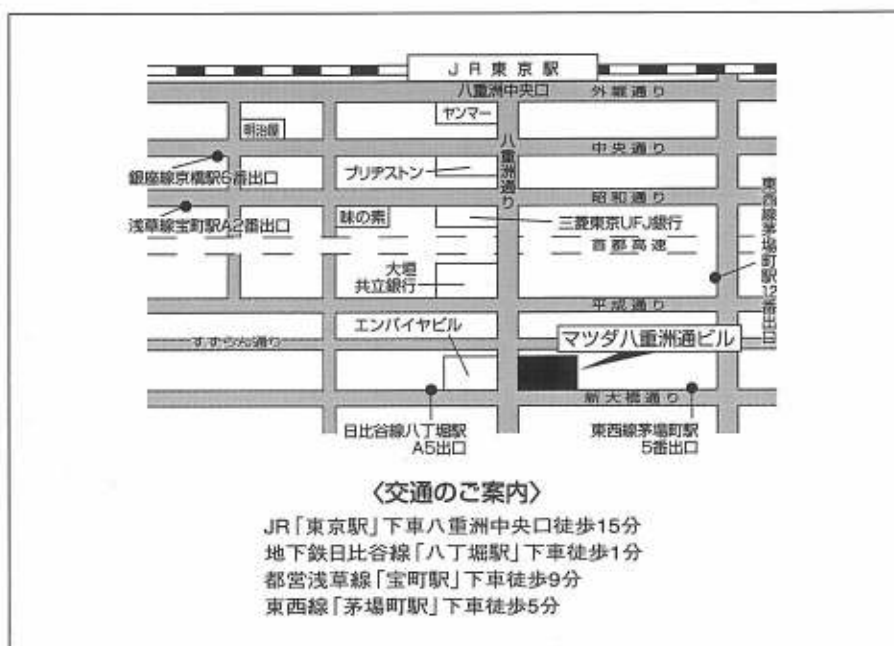 JR東京駅
八重洲中央口
外堀通り
ヤンマー
明治屋
八重洲通り
中央通り
銀座線京橋駅6番出口
ブリヂストン
昭和通り
浅草線宝町駅A2番出口
味の素
三菱東京UFJ銀行
首都高速
東西線茅場町駅12番出口
大垣
共立銀行
平成通り
エンパイヤビル
すずらん通り
マツダ八重洲通ビル
新大橋通り
日比谷線八丁堀駅
A5出口
東西線茅場町駅
5番出口
〈交通のご案内〉
JR「東京駅」下車八重洲中央口徒歩15分
地下鉄日比谷線「八丁堀駅」下車徒歩1分
都営浅草線「宝町駅」下車徒歩9分
東西線「茅場町駅」下車徒歩5分